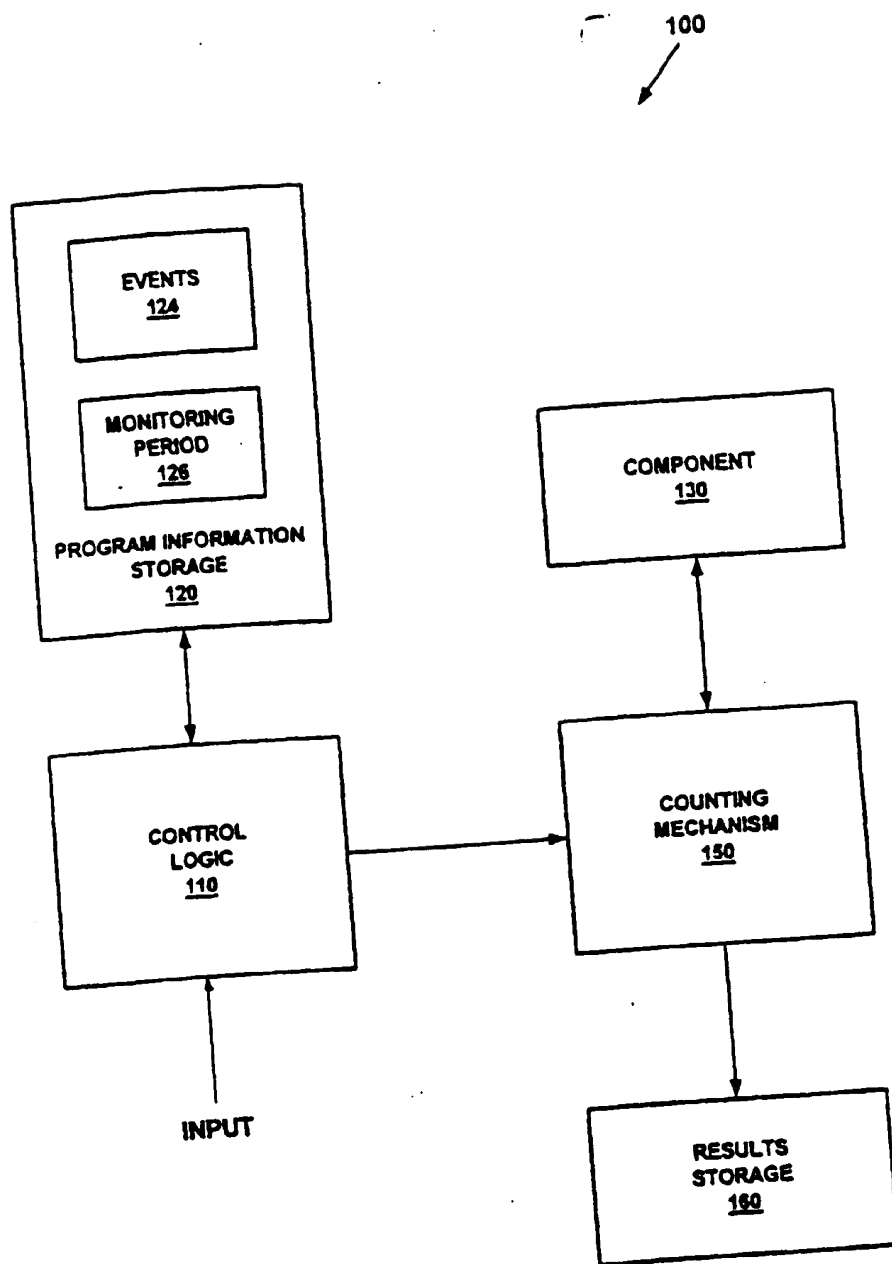 100
EVENTS
124
MONITORING
PERIOD
126
PROGRAM INFORMATION
STORAGE
120
COMPONENT
130
CONTROL
LOGIC
110
COUNTING
MECHANISM
150
INPUT
RESULTS
STORAGE
160